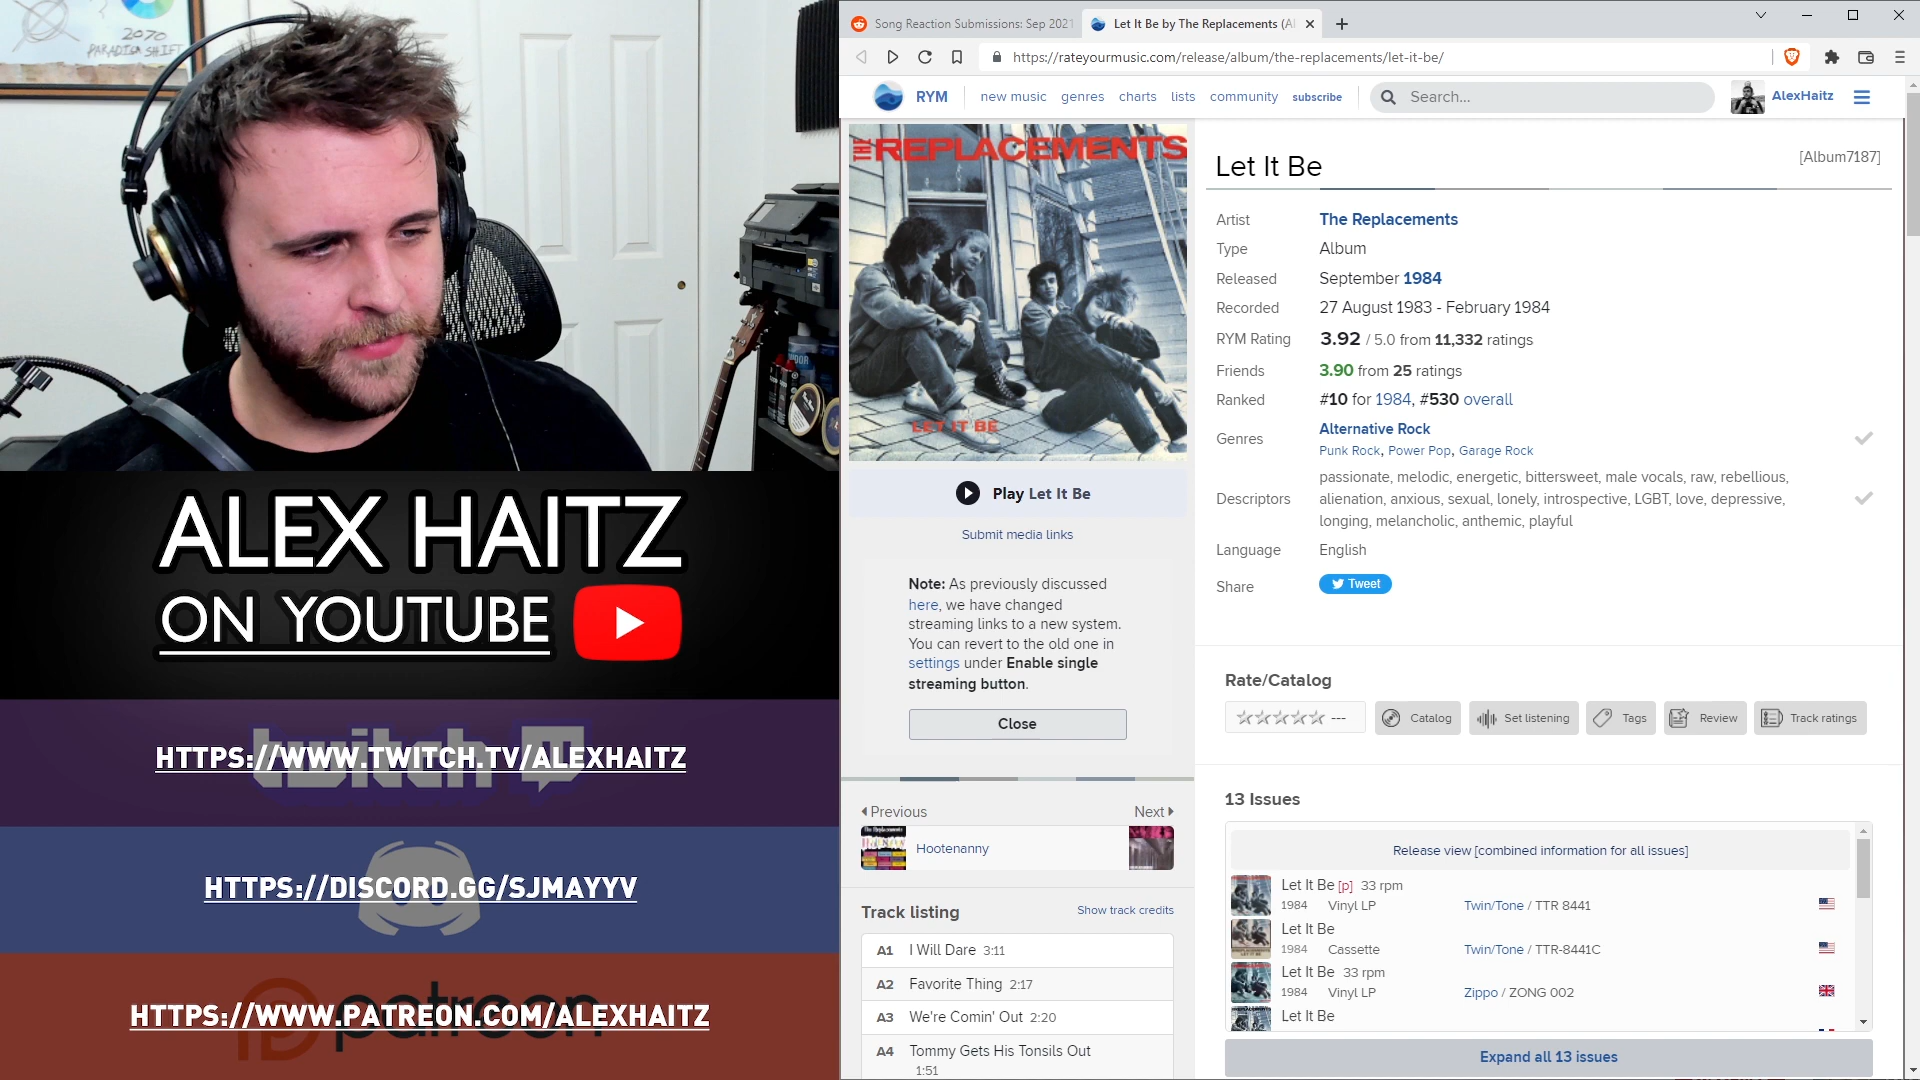 2070
PARADIGM SHIFT
ALEX HAITZ
ON YOUTUBE
twitch
HTTPS://WWW.TWITCH.TV/ALEXHAITZ
HTTPS://DISCORD.GG/SJMAYYV
patreon
HTTPS://WWW.PATREON.COM/ALEXHAITZ
Song Reaction Submissions: Sep 2021
Let It Be by The Replacements (Al
https://rateyourmusic.com/release/album/the-replacements/let-it-be/
RYM
new music genres charts lists community subscribe
Search...
AlexHaitz
THE REPLACEMENTS
LET IT BE
Play Let It Be
Submit media links
Note: As previously discussed
here, we have changed
streaming links to a new system.
You can revert to the old one in
settings under Enable single
streaming button.
Close
Previous Next
Hootenanny
Track listing Show track credits
A1 I Will Dare 3:11
A2 Favorite Thing 2:17
A3 We're Comin' Out 2:20
A4 Tommy Gets His Tonsils Out
1:51
Let It Be [Album7187]
Artist The Replacements
Type Album
Released September 1984
Recorded 27 August 1983 - February 1984
RYM Rating 3.92 / 5.0 from 11,332 ratings
Friends 3.90 from 25 ratings
Ranked #10 for 1984, #530 overall
Genres Alternative Rock
Punk Rock, Power Pop, Garage Rock
Descriptors passionate, melodic, energetic, bittersweet, male vocals, raw, rebellious,
alienation, anxious, sexual, lonely, introspective, LGBT, love, depressive,
longing, melancholic, anthemic, playful
Language English
Share Tweet
Rate/Catalog
--- Catalog Set listening Tags Review Track ratings
13 Issues
Release view [combined information for all issues]
Let It Be [p] 33 rpm
1984 Vinyl LP Twin/Tone / TTR 8441
Let It Be
1984 Cassette Twin/Tone / TTR-8441C
Let It Be 33 rpm
1984 Vinyl LP Zippo / ZONG 002
Let It Be
Expand all 13 issues